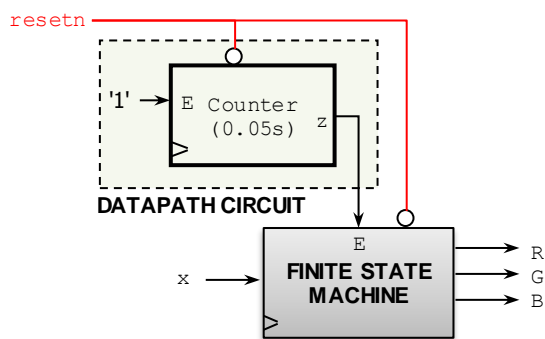 resetn
'1'
E Counter
(0.05s)
z
DATAPATH CIRCUIT
E
x
FINITE STATE
MACHINE
R
G
B